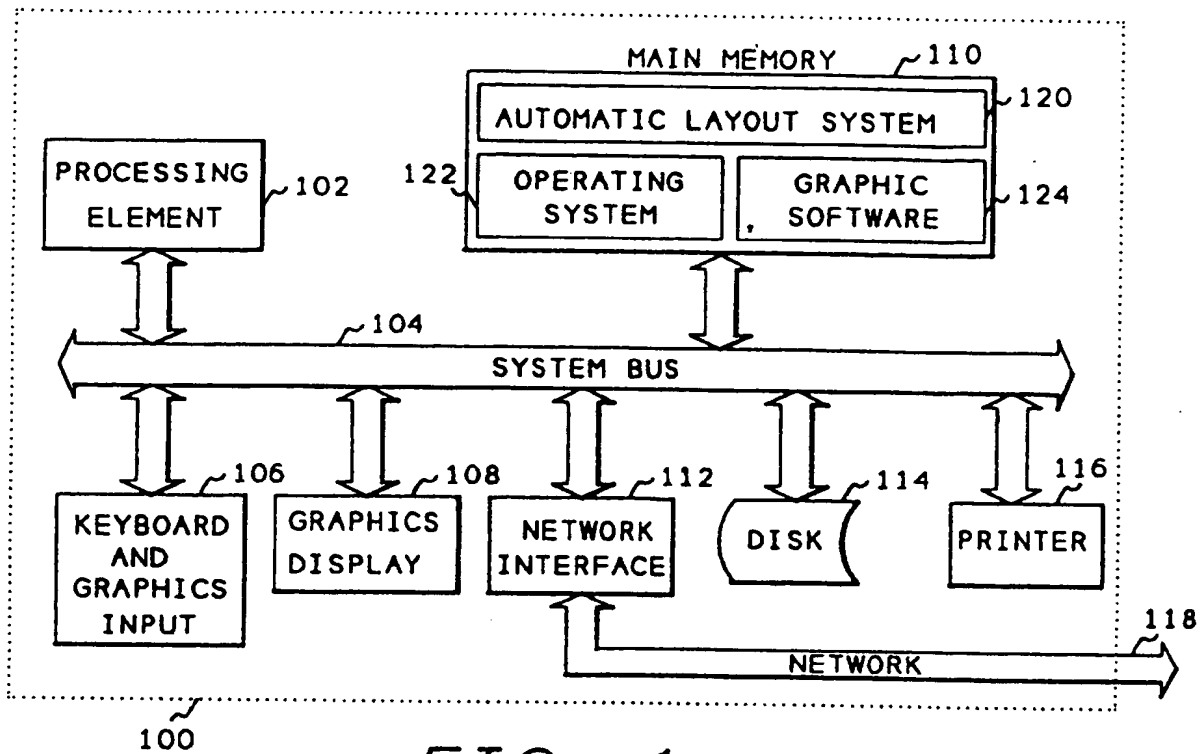 MAIN MEMORY
110
AUTOMATIC LAYOUT SYSTEM
120
PROCESSING
ELEMENT
102
122
OPERATING
SYSTEM
GRAPHIC
SOFTWARE
124
104
SYSTEM BUS
106
KEYBOARD
AND
GRAPHICS
INPUT
108
GRAPHICS
DISPLAY
112
NETWORK
INTERFACE
114
DISK
116
PRINTER
118
NETWORK
100